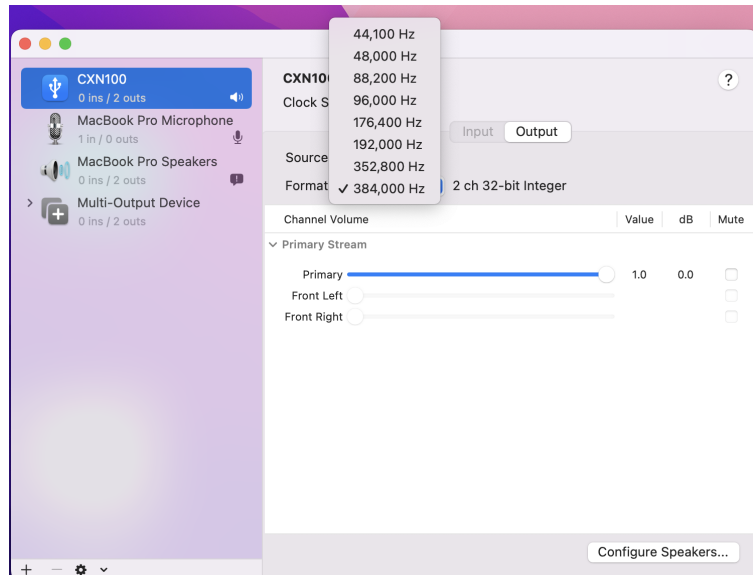 CXN100
0 ins / 2 outs
MacBook Pro Microphone
1 in / 0 outs
MacBook Pro Speakers
0 ins / 2 outs
Multi-Output Device
0 ins / 2 outs
44,100 Hz
48,000 Hz
88,200 Hz
96,000 Hz
176,400 Hz
192,000 Hz
352,800 Hz
✓ 384,000 Hz
CXN10
?
Clock S
Input Output
Source
Format 2 ch 32-bit Integer
Channel Volume Value dB Mute
Primary Stream
Primary 1.0 0.0
Front Left
Front Right
Configure Speakers...